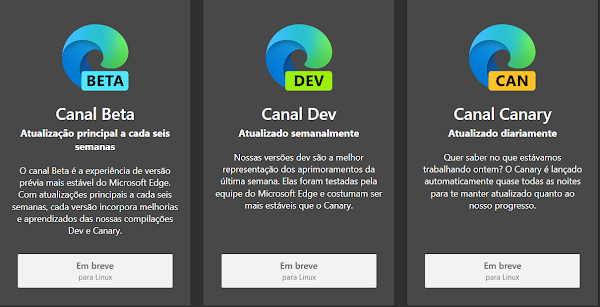 BETA
Canal Beta
Atualização principal a cada seis
semanas
O canal Beta é a experiência de versão
prévia mais estável do Microsoft Edge.
Com atualizações principais a cada seis
semanas, cada versão incorpora melhorias
e aprendizados das nossas compilações
Dev e Canary.
Em breve
para Linux
DEV
Canal Dev
Atualizado semanalmente
Nossas versões dev são a melhor
representação dos aprimoramentos da
última semana. Elas foram testadas pela
equipe do Microsoft Edge e costumam ser
mais estáveis que o Canary.
Em breve
para Linux
CAN
Canal Canary
Atualizado diariamente
Quer saber no que estávamos
trabalhando ontem? O Canary é lançado
automaticamente quase todas as noites
para te manter atualizado quanto ao
nosso progresso.
Em breve
para Linux